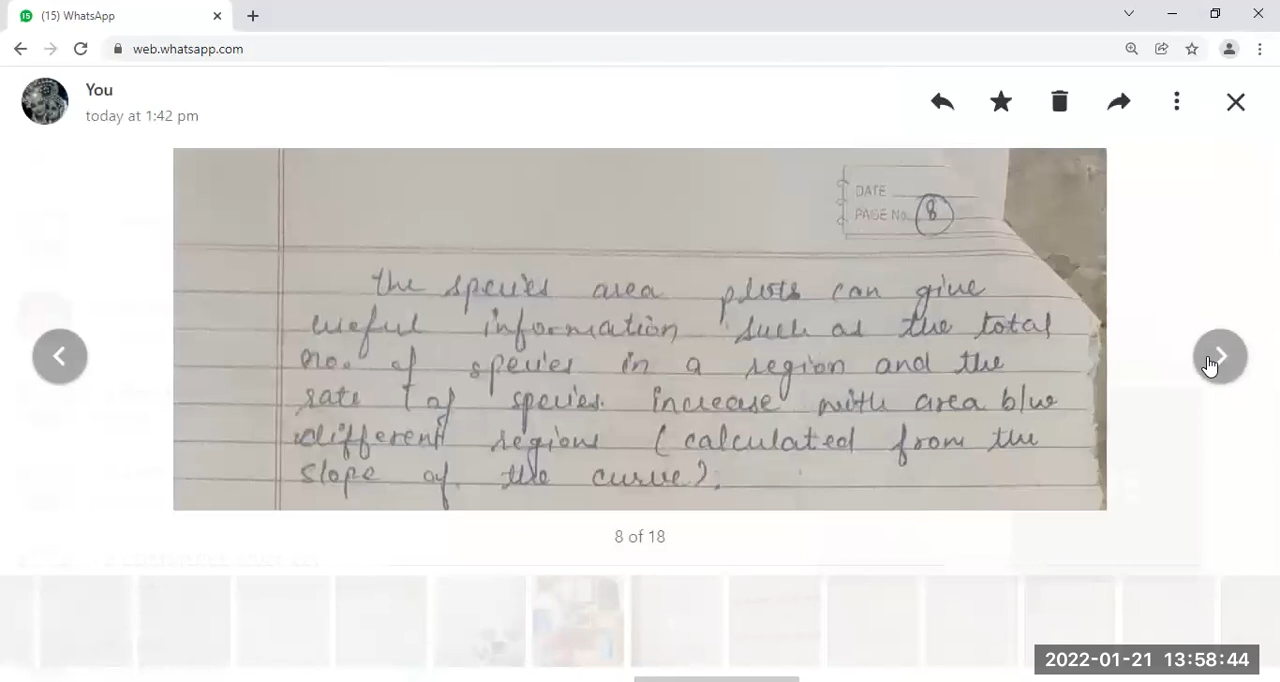 15 (15) WhatsApp
web.whatsapp.com
You
today at 1:42 pm
DATE
PAGE No. 8
the species area plots can give
useful information such as the total
no. of species in a region and the
rate of species increase with area b/w
different regions (calculated from the
slope of the curve).
8 of 18
2022-01-21 13:58:44